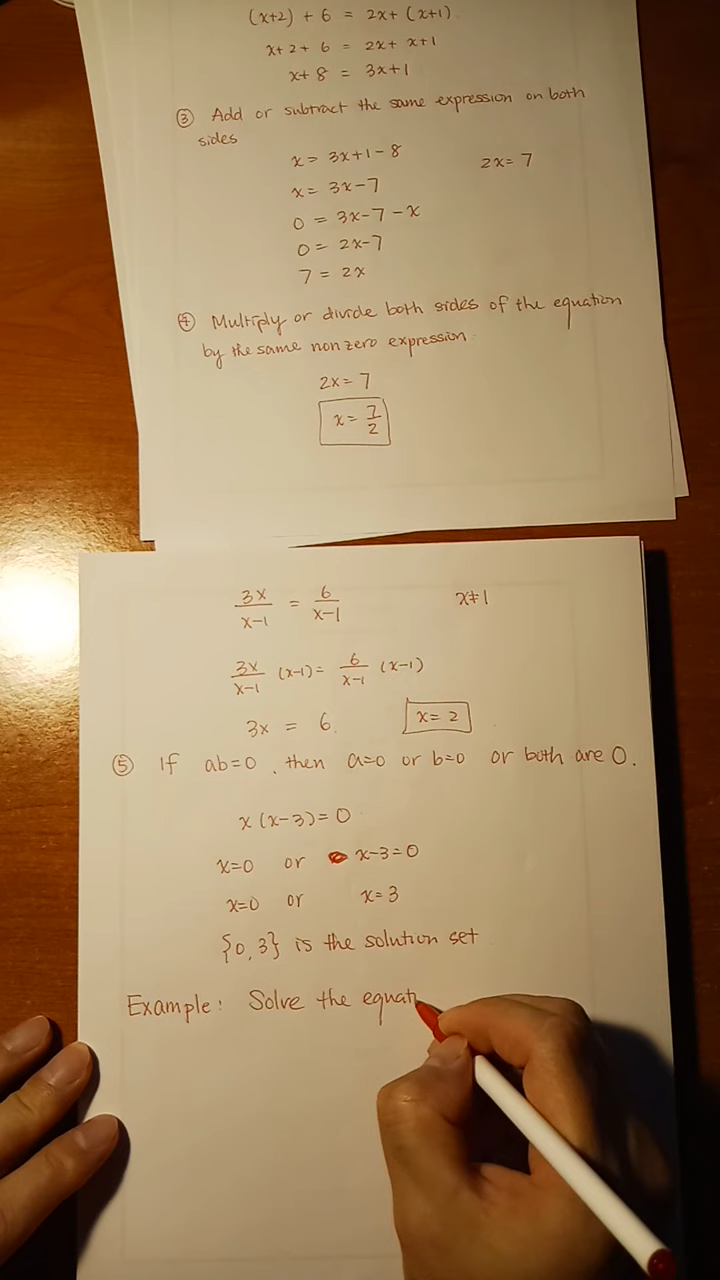 (x+2) + 6 = 2x + (x+1)
x + 2 + 6 = 2x + x+1
x + 8 = 3x+1
③ Add or subtract the same expression on both
sides
x = 3x+1-8
2x = 7
x = 3x-7
0 = 3x-7-x
0 = 2x-7
7 = 2x
④ Multiply or divide both sides of the equation
by the same nonzero expression.
2x = 7
x = 7/2
3x/(x-1) = 6/(x-1)
x≠1
3x/(x-1) (x-1) = 6/(x-1) (x-1)
3x = 6.
x = 2
⑤ If ab=0, then a=0 or b=0 or both are 0.
x(x-3)=0
x=0 or x-3=0
x=0 or x=3
{0,3} is the solution set
Example: Solve the equat